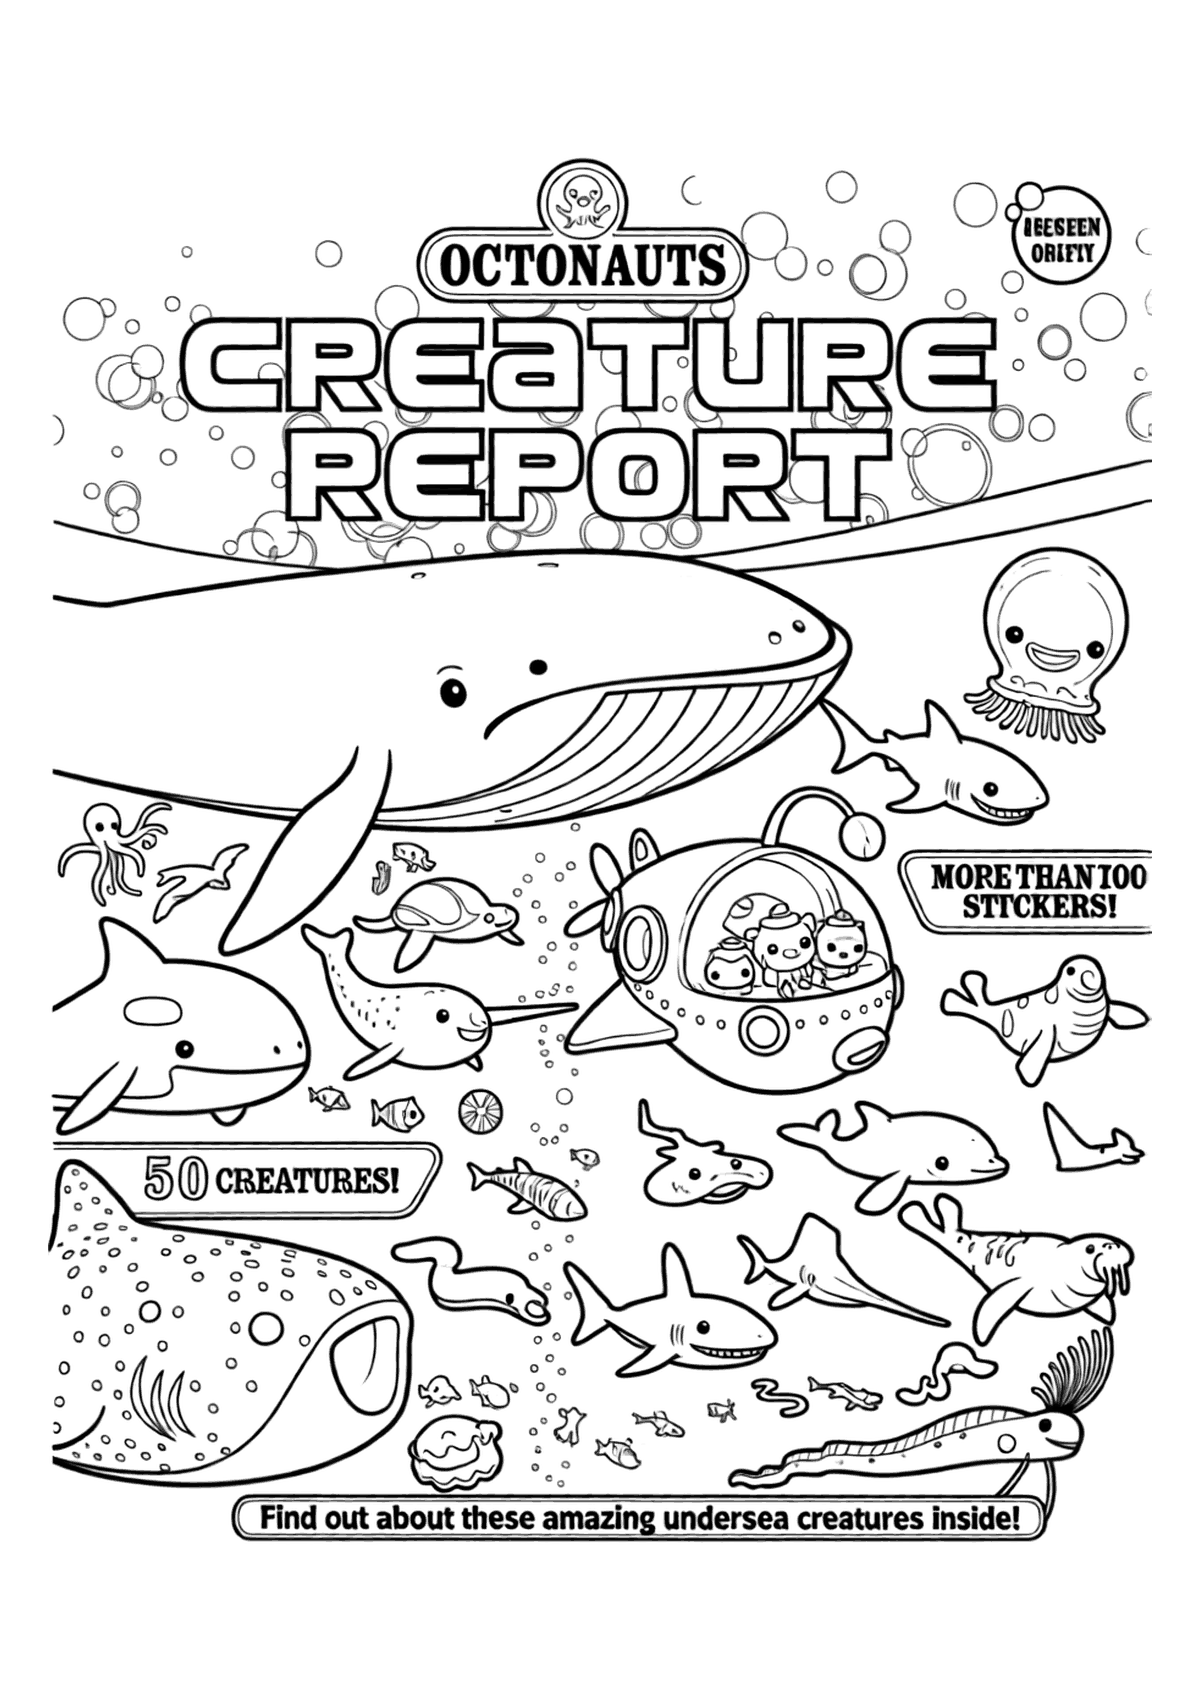 OCTONAUTS
CREATURE
REPORT
MORE THAN 100
STICKERS!
50 CREATURES!
Find out about these amazing undersea creatures inside!